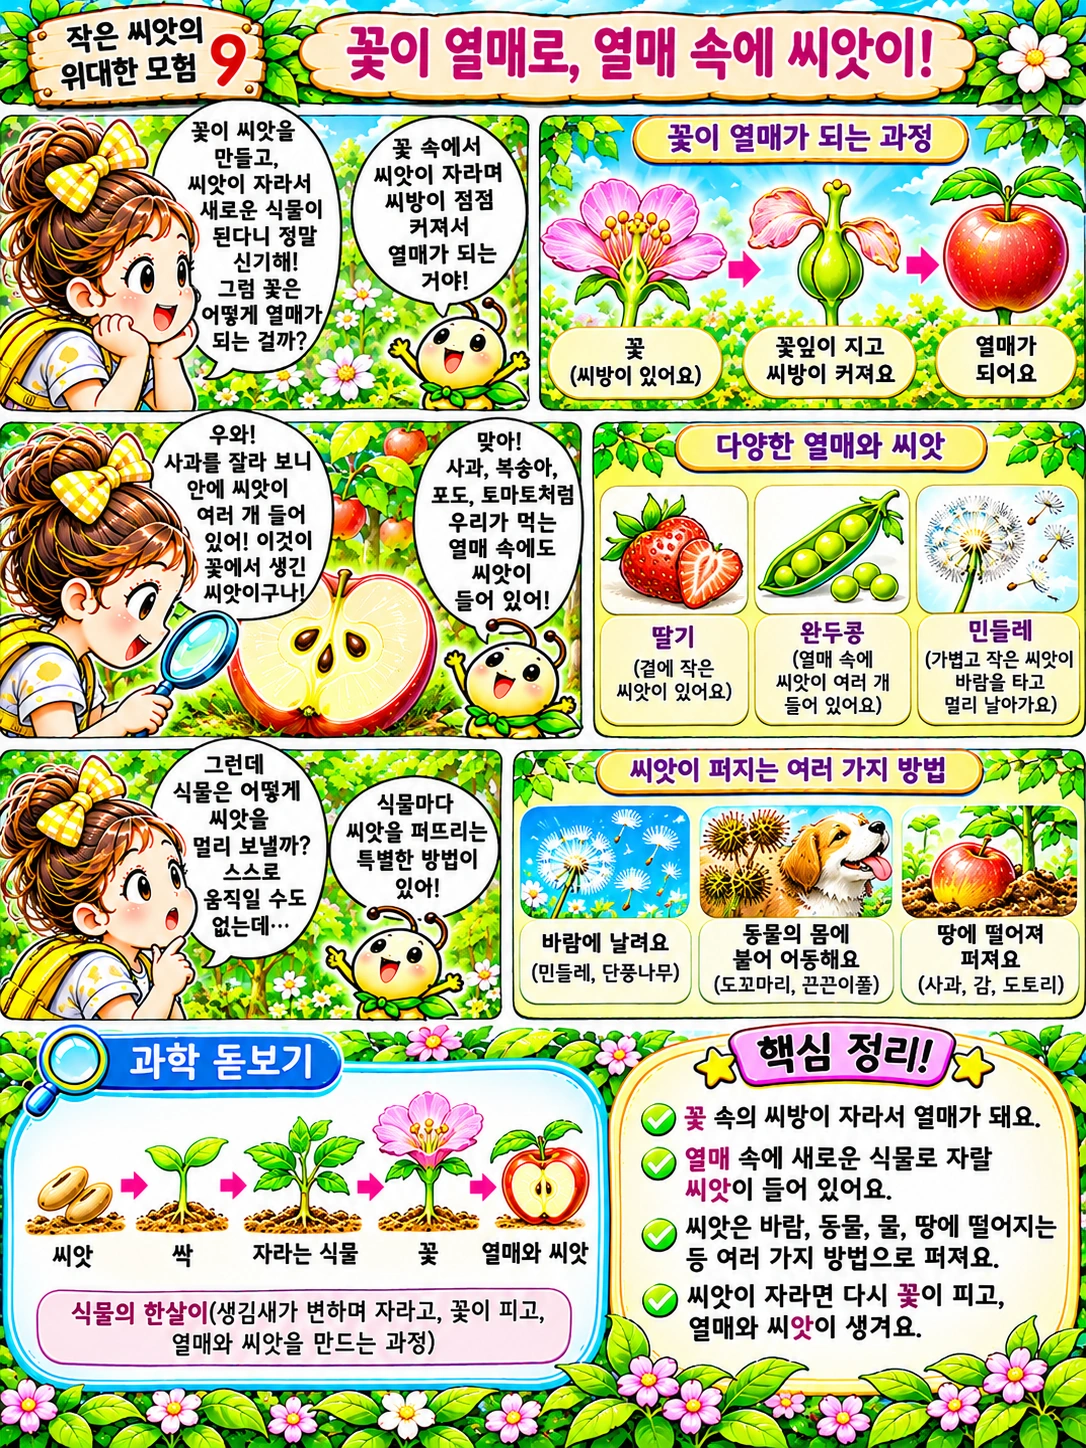 작은 씨앗의
위대한 모험 9
꽃이 열매로, 열매 속에 씨앗이!
꽃이 씨앗을
만들고,
씨앗이 자라서
새로운 식물이
된다니 정말
신기해!
그럼 꽃은
어떻게 열매가
되는 걸까?
꽃 속에서
씨앗이 자라며
씨방이 점점
커져서
열매가 되는
거야!
꽃이 열매가 되는 과정
꽃
(씨방이 있어요)
꽃잎이 지고
씨방이 커져요
열매가
되어요
우와!
사과를 잘라 보니
안에 씨앗이
여러 개 들어
있어! 이것이
꽃에서 생긴
씨앗이구나!
맞아!
사과, 복송아,
포도, 토마토처럼
우리가 먹는
열매 속에도
씨앗이
들어 있어!
다양한 열매와 씨앗
딸기
(겉에 작은
씨앗이 있어요)
완두콩
(열매 속에
씨앗이 여러 개
들어 있어요)
민들레
(가볍고 작은 씨앗이
바람을 타고
멀리 날아가요)
그런데
식물은 어떻게
씨앗을
멀리 보낼까?
스스로
움직일 수도
없는데…
식물마다
씨앗을 퍼뜨리는
특별한 방법이
있어!
씨앗이 퍼지는 여러 가지 방법
바람에 날려요
(민들레, 단풍나무)
동물의 몸에
붙어 어동해요
(도꼬마리, 끈끈이풀)
땅에 떨어져
퍼져요
(사과, 감, 도토리)
과학 돋보기
씨앗
싹
자라는 식물
꽃
열매와 씨앗
식물의 한살이(생김새가 변하며 자라고, 꽃이 피고,
열매와 씨앗을 만드는 과정)
핵심 정리!
꽃 속의 씨방이 자라서 열매가 돼요.
열매 속에 새로운 식물로 자랄
씨앗이 들어 있어요.
씨앗은 바람, 동물, 물, 땅에 떨어지는
등 여러 가지 방법으로 퍼져요.
씨앗이 자라면 다시 꽃이 피고,
열매와 씨앗이 생겨요.